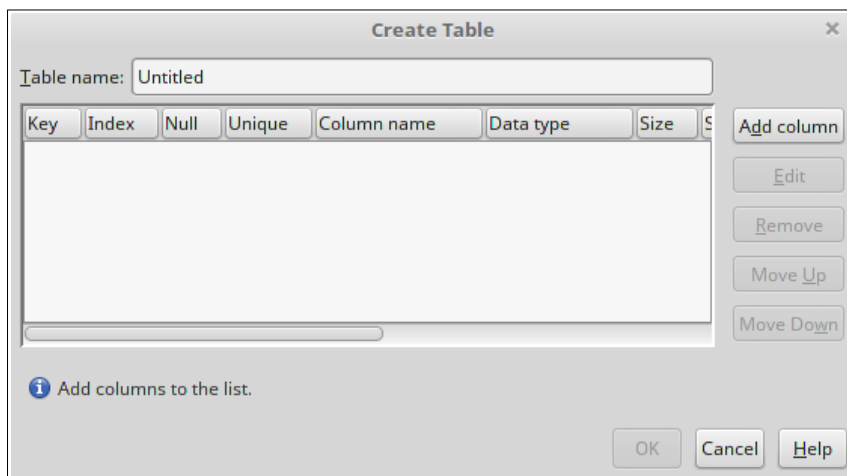 Create Table
Table name: Untitled
Key Index Null Unique Column name Data type Size S
Add column
Edit
Remove
Move Up
Move Down
Add columns to the list.
OK Cancel Help